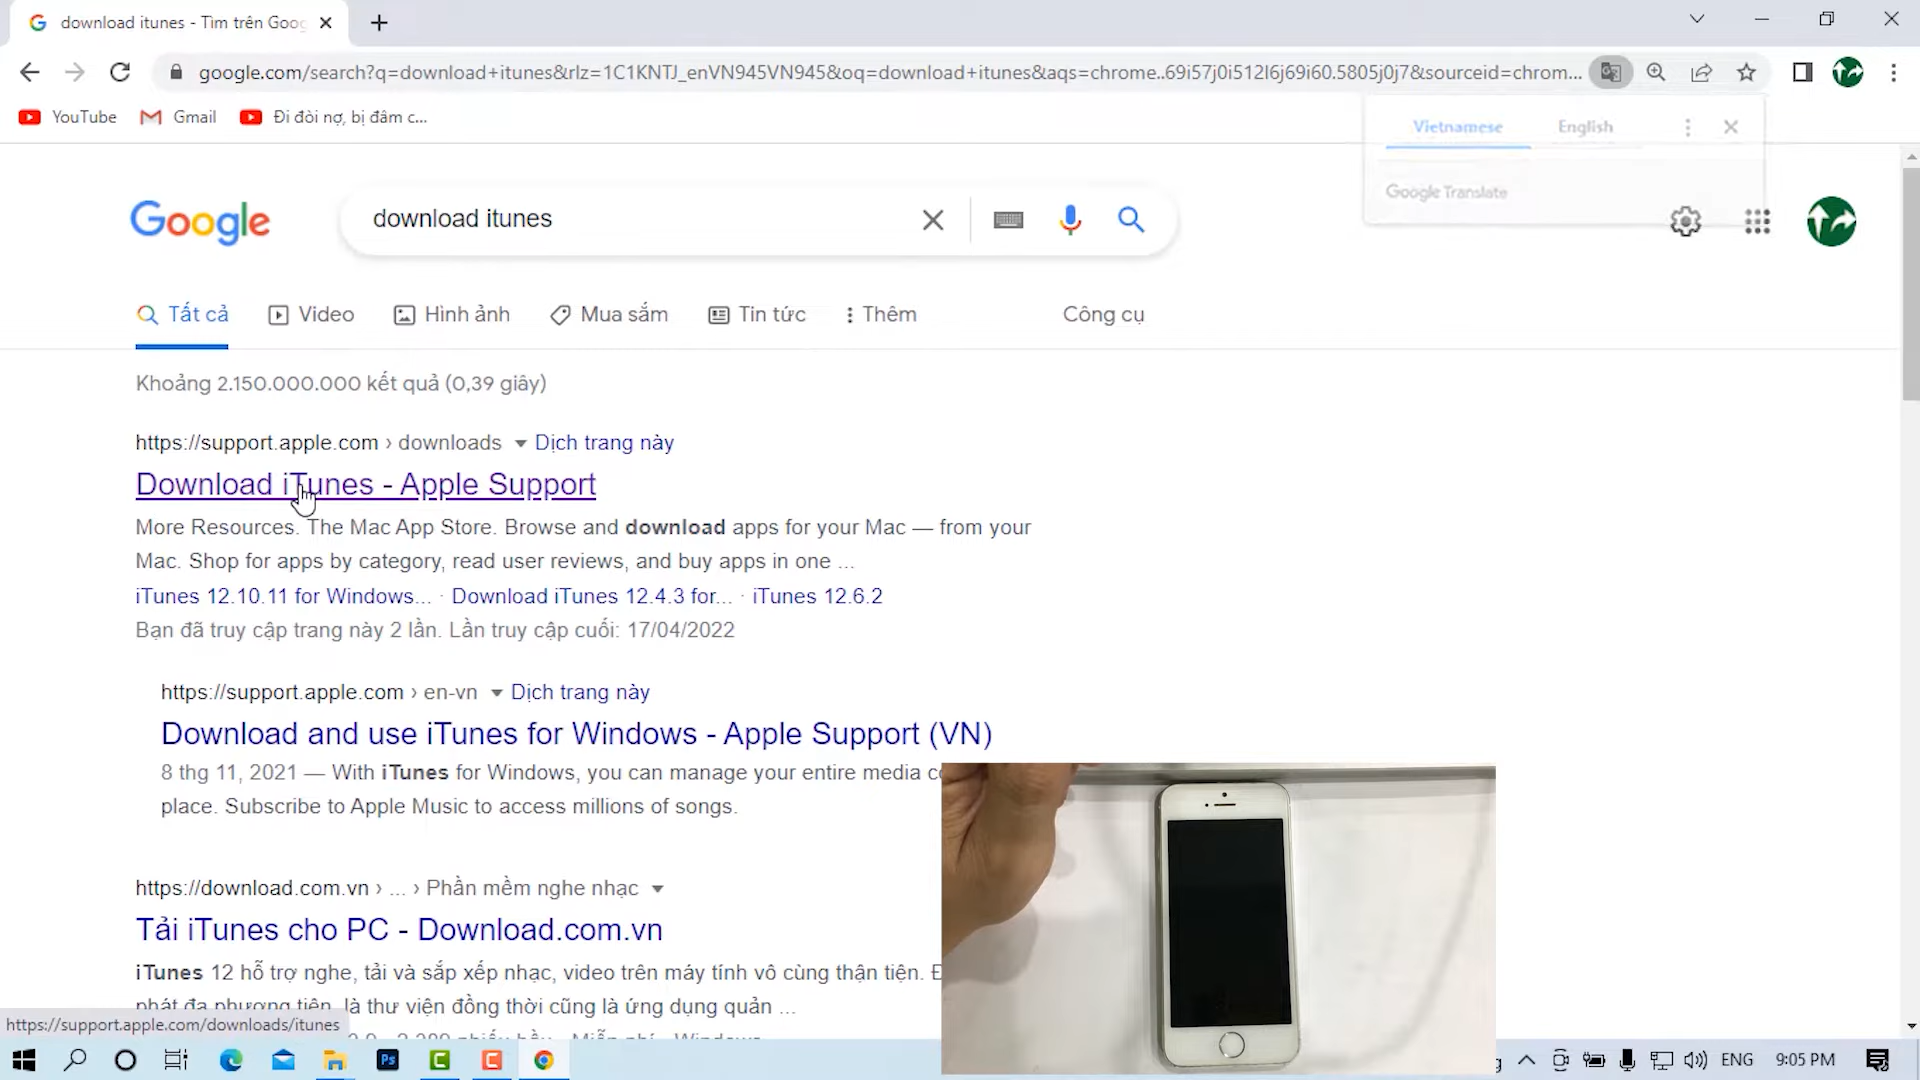 download itunes - Tìm trên Goog
google.com/search?q=download+itunes&rlz=1C1KNTJ_enVN945VN945&oq=download+itunes&aqs=chrome..69i57j0i512l6j69i60.5805j0j7&sourceid=chrom...
YouTube
Gmail
Đi đòi nợ, bị đâm c...
Vietnamese
English
Google Translate
Google
download itunes
Tất cả
Video
Hình ảnh
Mua sắm
Tin tức
Thêm
Công cụ
Khoảng 2.150.000.000 kết quả (0,39 giây)
https://support.apple.com › downloads Dịch trang này
Download iTunes - Apple Support
More Resources. The Mac App Store. Browse and download apps for your Mac — from your
Mac. Shop for apps by category, read user reviews, and buy apps in one ...
iTunes 12.10.11 for Windows... · Download iTunes 12.4.3 for... · iTunes 12.6.2
Bạn đã truy cập trang này 2 lần. Lần truy cập cuối: 17/04/2022
https://support.apple.com › en-vn Dịch trang này
Download and use iTunes for Windows - Apple Support (VN)
8 thg 11, 2021 — With iTunes for Windows, you can manage your entire media
place. Subscribe to Apple Music to access millions of songs.
https://download.com.vn › ... › Phần mềm nghe nhạc
Tải iTunes cho PC - Download.com.vn
iTunes 12 hỗ trợ nghe, tải và sắp xếp nhạc, video trên máy tính vô cùng thận tiện.
phát đa phương tiện, là thư viện đồng thời cũng là ứng dụng quản ...
https://support.apple.com/downloads/itunes
Ps
C
C
ENG
9:05 PM